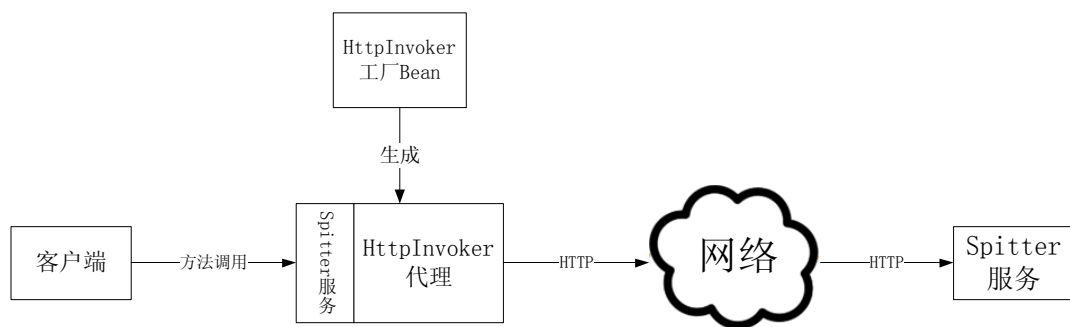 HttpInvoker
工厂Bean
生成
客户端
方法调用
Spitter服务
HttpInvoker
代理
HTTP
网络
HTTP
Spitter
服务